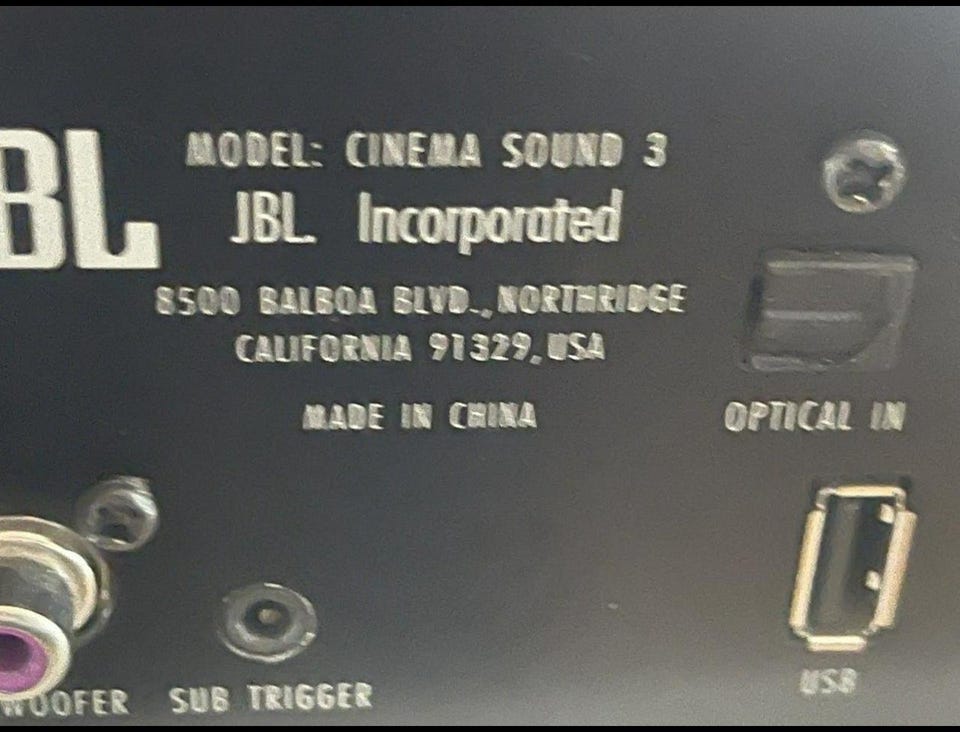 BL
MODEL: CINEMA SOUND 3
JBL Incorporated
8500 BALBOA BLVD., NORTHRIDGE
CALIFORNIA 91329, USA
MADE IN CHINA
OPTICAL IN
WOOFER
SUB TRIGGER
USB